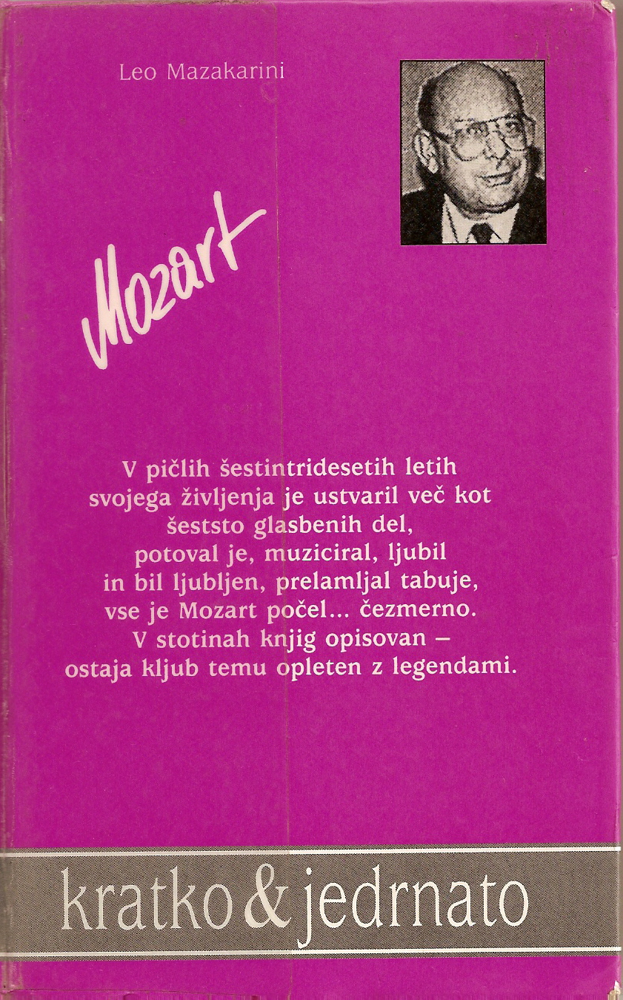 Leo Mazakarini
Mozart
V pičlih šestintridesetih letih
svojega življenja je ustvaril več kot
šeststo glasbenih del,
potoval je, muziciral, ljubil
in bil ljubljen, prelamljal tabuje,
vse je Mozart počel... čezmerno.
V stotinah knjig opisovan –
ostaja kljub temu opleten z legendami.
kratko & jedrnato